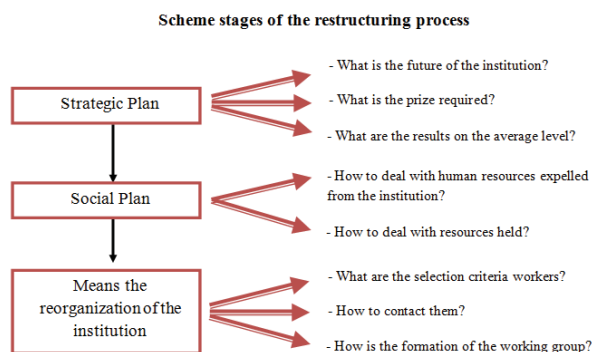 Scheme stages of the restructuring process
- What is the future of the institution?
Strategic Plan
- What is the prize required?
- What are the results on the average level?
- How to deal with human resources expelled
from the institution?
Social Plan
- How to deal with resources held?
Means the
reorganization of the
institution
- What are the selection criteria workers?
- How to contact them?
- How is the formation of the working group?